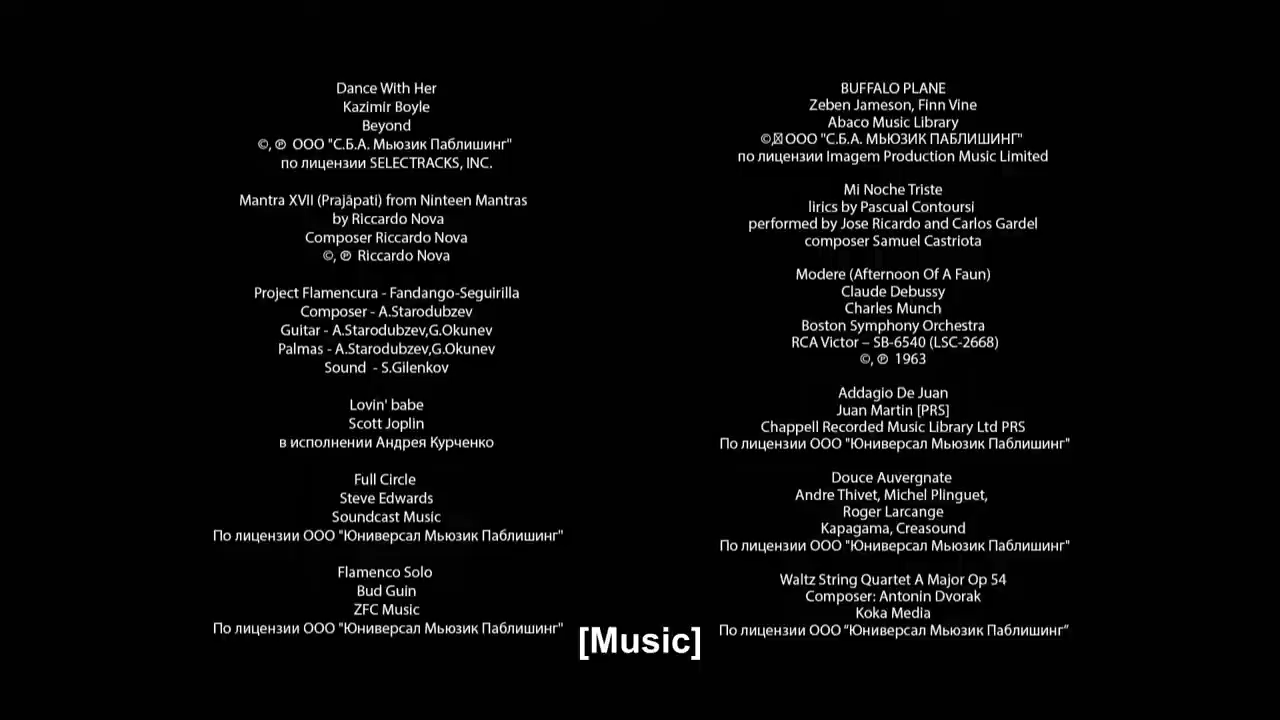 Dance With Her
Kazimir Boyle
Beyond
©, ℗ ООО "С.Б.А. Мьюзик Паблишинг"
по лицензии SELECTRACKS, INC.
Mantra XVII (Prajāpati) from Ninteen Mantras
by Riccardo Nova
Composer Riccardo Nova
©, ℗ Riccardo Nova
Project Flamencura - Fandango-Seguirilla
Composer - A.Starodubzev
Guitar - A.Starodubzev,G.Okunev
Palmas - A.Starodubzev,G.Okunev
Sound - S.Gilenkov
Lovin' babe
Scott Joplin
в исполнении Андрея Курченко
Full Circle
Steve Edwards
Soundcast Music
По лицензии ООО "Юниверсал Мьюзик Паблишинг"
Flamenco Solo
Bud Guin
ZFC Music
По лицензии ООО "Юниверсал Мьюзик Паблишинг"
BUFFALO PLANE
Zeben Jameson, Finn Vine
Abaco Music Library
©, ООО "С.Б.А. МЬЮЗИК ПАБЛИШИНГ"
по лицензии Imagem Production Music Limited
Mi Noche Triste
lirics by Pascual Contoursi
performed by Jose Ricardo and Carlos Gardel
composer Samuel Castriota
Modere (Afternoon Of A Faun)
Claude Debussy
Charles Munch
Boston Symphony Orchestra
RCA Victor – SB-6540 (LSC-2668)
©, ℗ 1963
Addagio De Juan
Juan Martin [PRS]
Chappell Recorded Music Library Ltd PRS
По лицензии ООО "Юниверсал Мьюзик Паблишинг"
Douce Auvergnate
Andre Thivet, Michel Plinguet,
Roger Larcange
Kapagama, Creasound
По лицензии ООО "Юниверсал Мьюзик Паблишинг"
Waltz String Quartet A Major Op 54
Composer: Antonin Dvorak
Koka Media
По лицензии ООО “Юниверсал Мьюзик Паблишинг”
[Music]